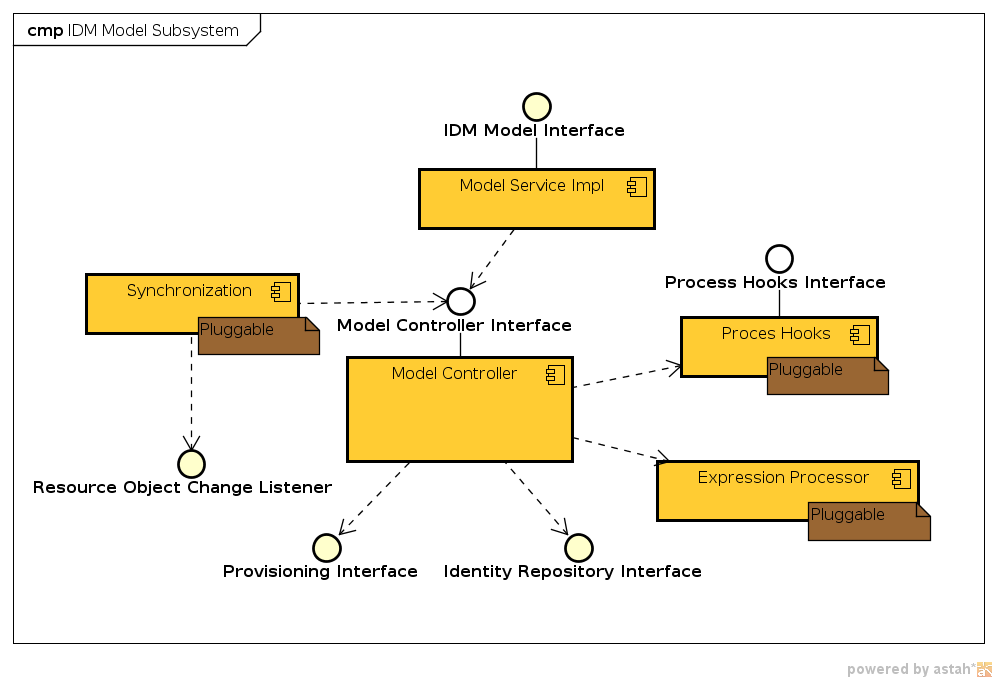 cmp IDM Model Subsystem
IDM Model Interface
Model Service Impl
Process Hooks Interface
Synchronization
Pluggable
Model Controller Interface
Proces Hooks
Pluggable
Model Controller
Expression Processor
Pluggable
Resource Object Change Listener
Provisioning Interface
Identity Repository Interface
powered by astah*